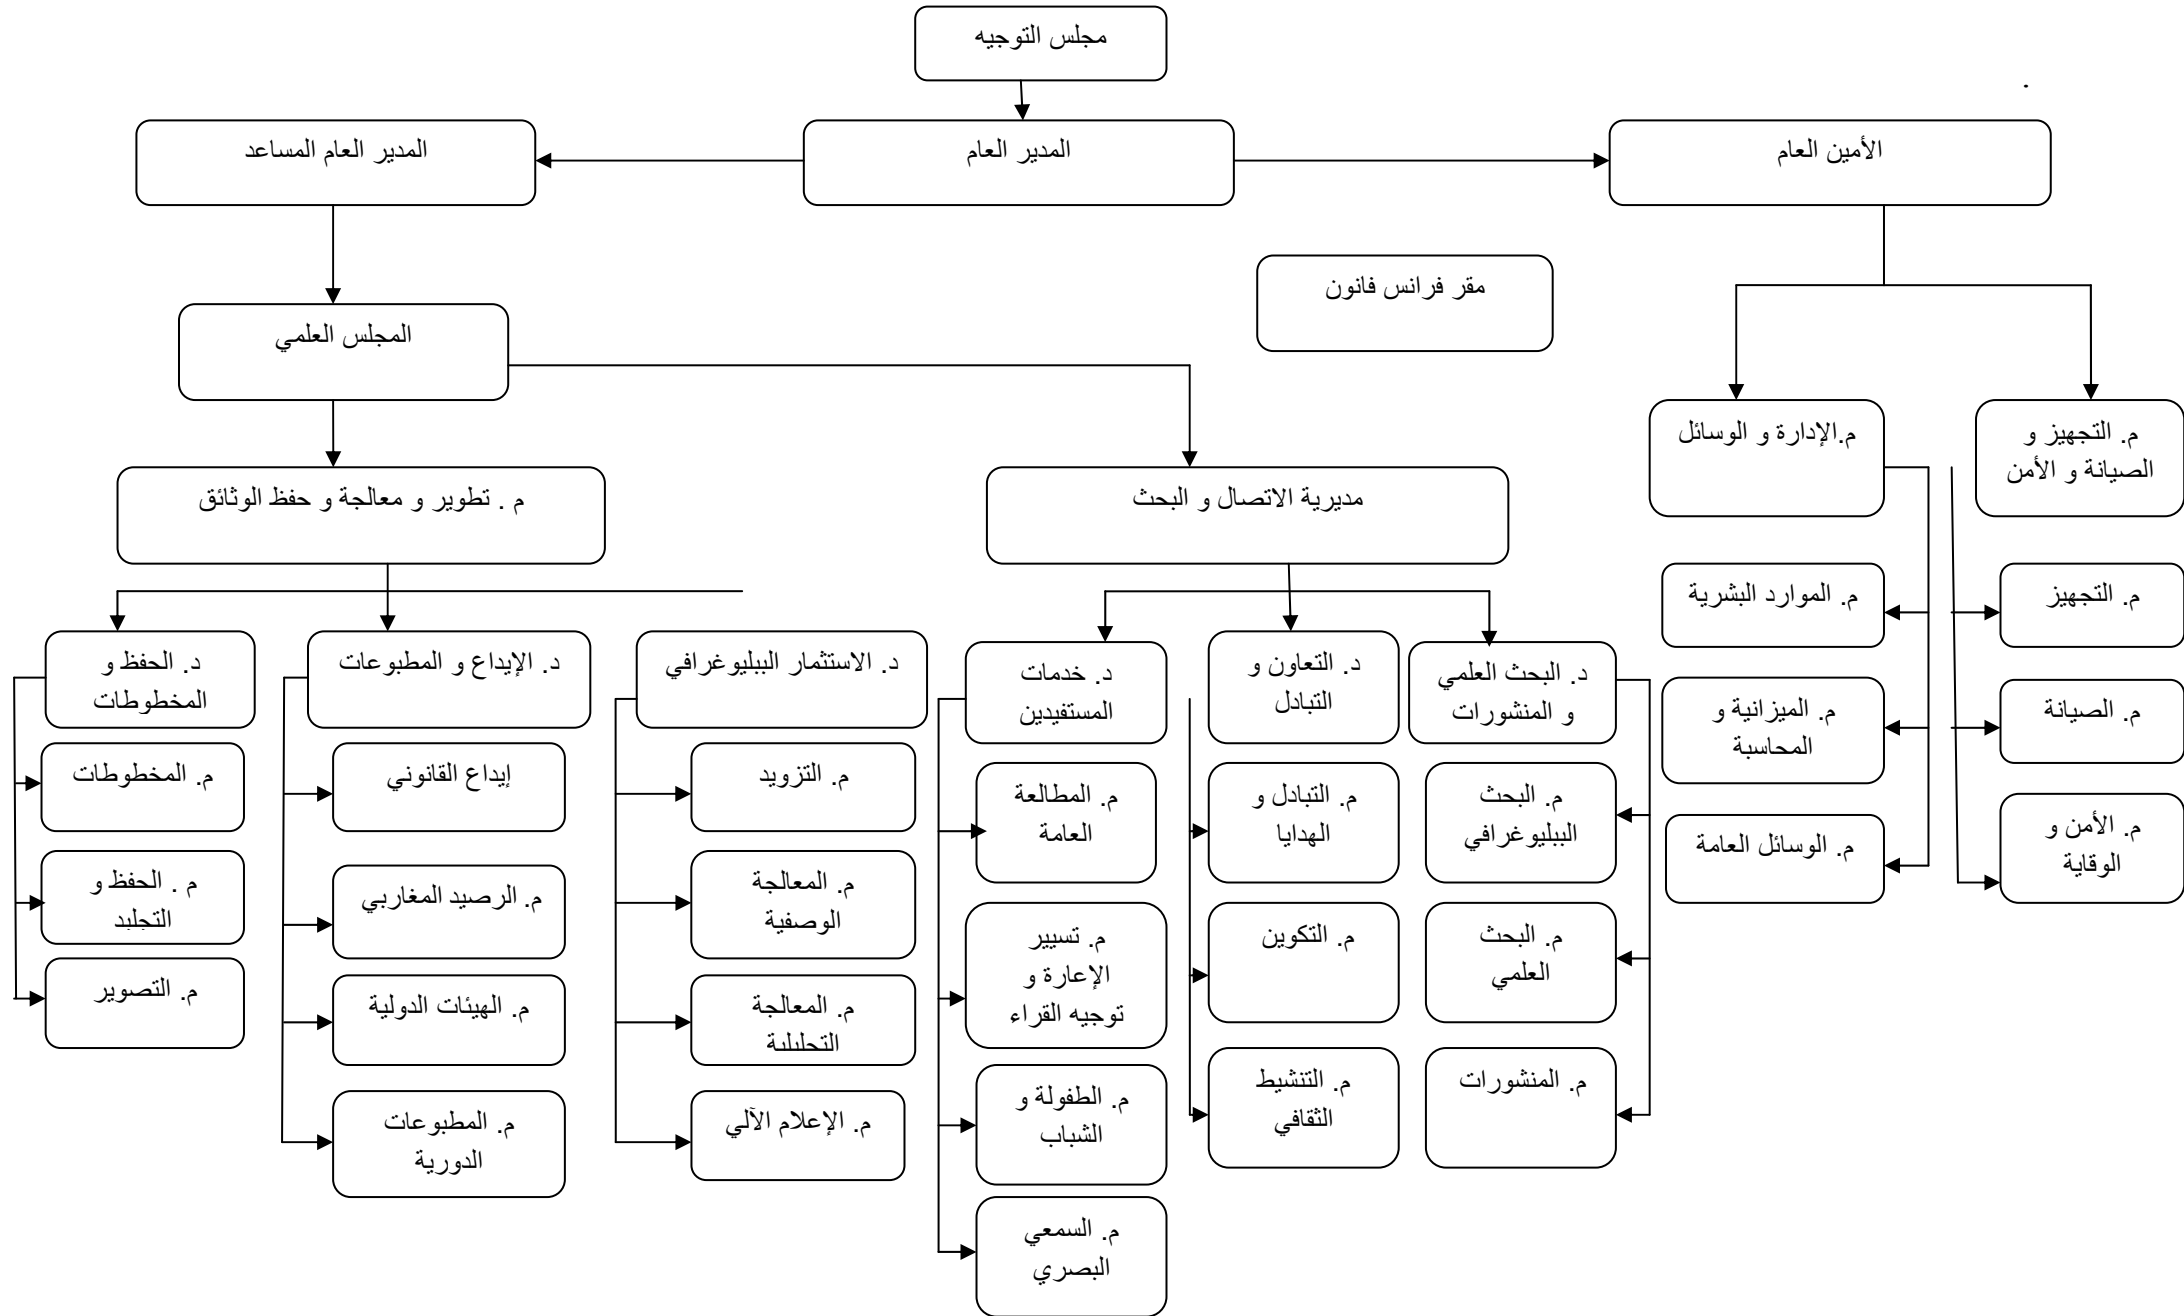 مجلس التوجيه
.
الأمين العام
المدير العام
المدير العام المساعد
مقر فرانس فانون
المجلس العلمي
م. التجهيز و
الصيانة و الأمن
م.الإدارة و الوسائل
مديرية الاتصال و البحث
م . تطوير و معالجة و حفظ الوثائق
م. التجهيز
م. الصيانة
م. الأمن و
الوقاية
م. الموارد البشرية
م. الميزانية و
المحاسبة
م. الوسائل العامة
د. البحث العلمي
و المنشورات
م. البحث
الببليوغرافي
م. البحث
العلمي
م. المنشورات
د. التعاون و
التبادل
م. التبادل و
الهدايا
م. التكوين
م. التنشيط
الثقافي
د. خدمات
المستفيدين
م. المطالعة
العامة
م. تسيير
الإعارة و
توجيه القراء
م. الطفولة و
الشباب
م. السمعي
البصري
د. الاستثمار الببليوغرافي
م. التزويد
م. المعالجة
الوصفية
م. المعالجة
التحليلية
م. الإعلام الآلي
د. الإيداع و المطبوعات
إيداع القانوني
م. الرصيد المغاربي
م. الهيئات الدولية
م. المطبوعات
الدورية
د. الحفظ و
المخطوطات
م. المخطوطات
م . الحفظ و
التجليد
م. التصوير